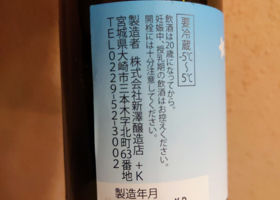 要冷蔵
-5℃~5℃
飲酒は20歳になってから。
妊娠中、授乳期の飲酒はお控えください。
開栓には十分注意してください。
製造者 株式会社新澤醸造店 +K
宮城県大崎市三本木字北町63番地
TEL0229-52-3002
製造年月